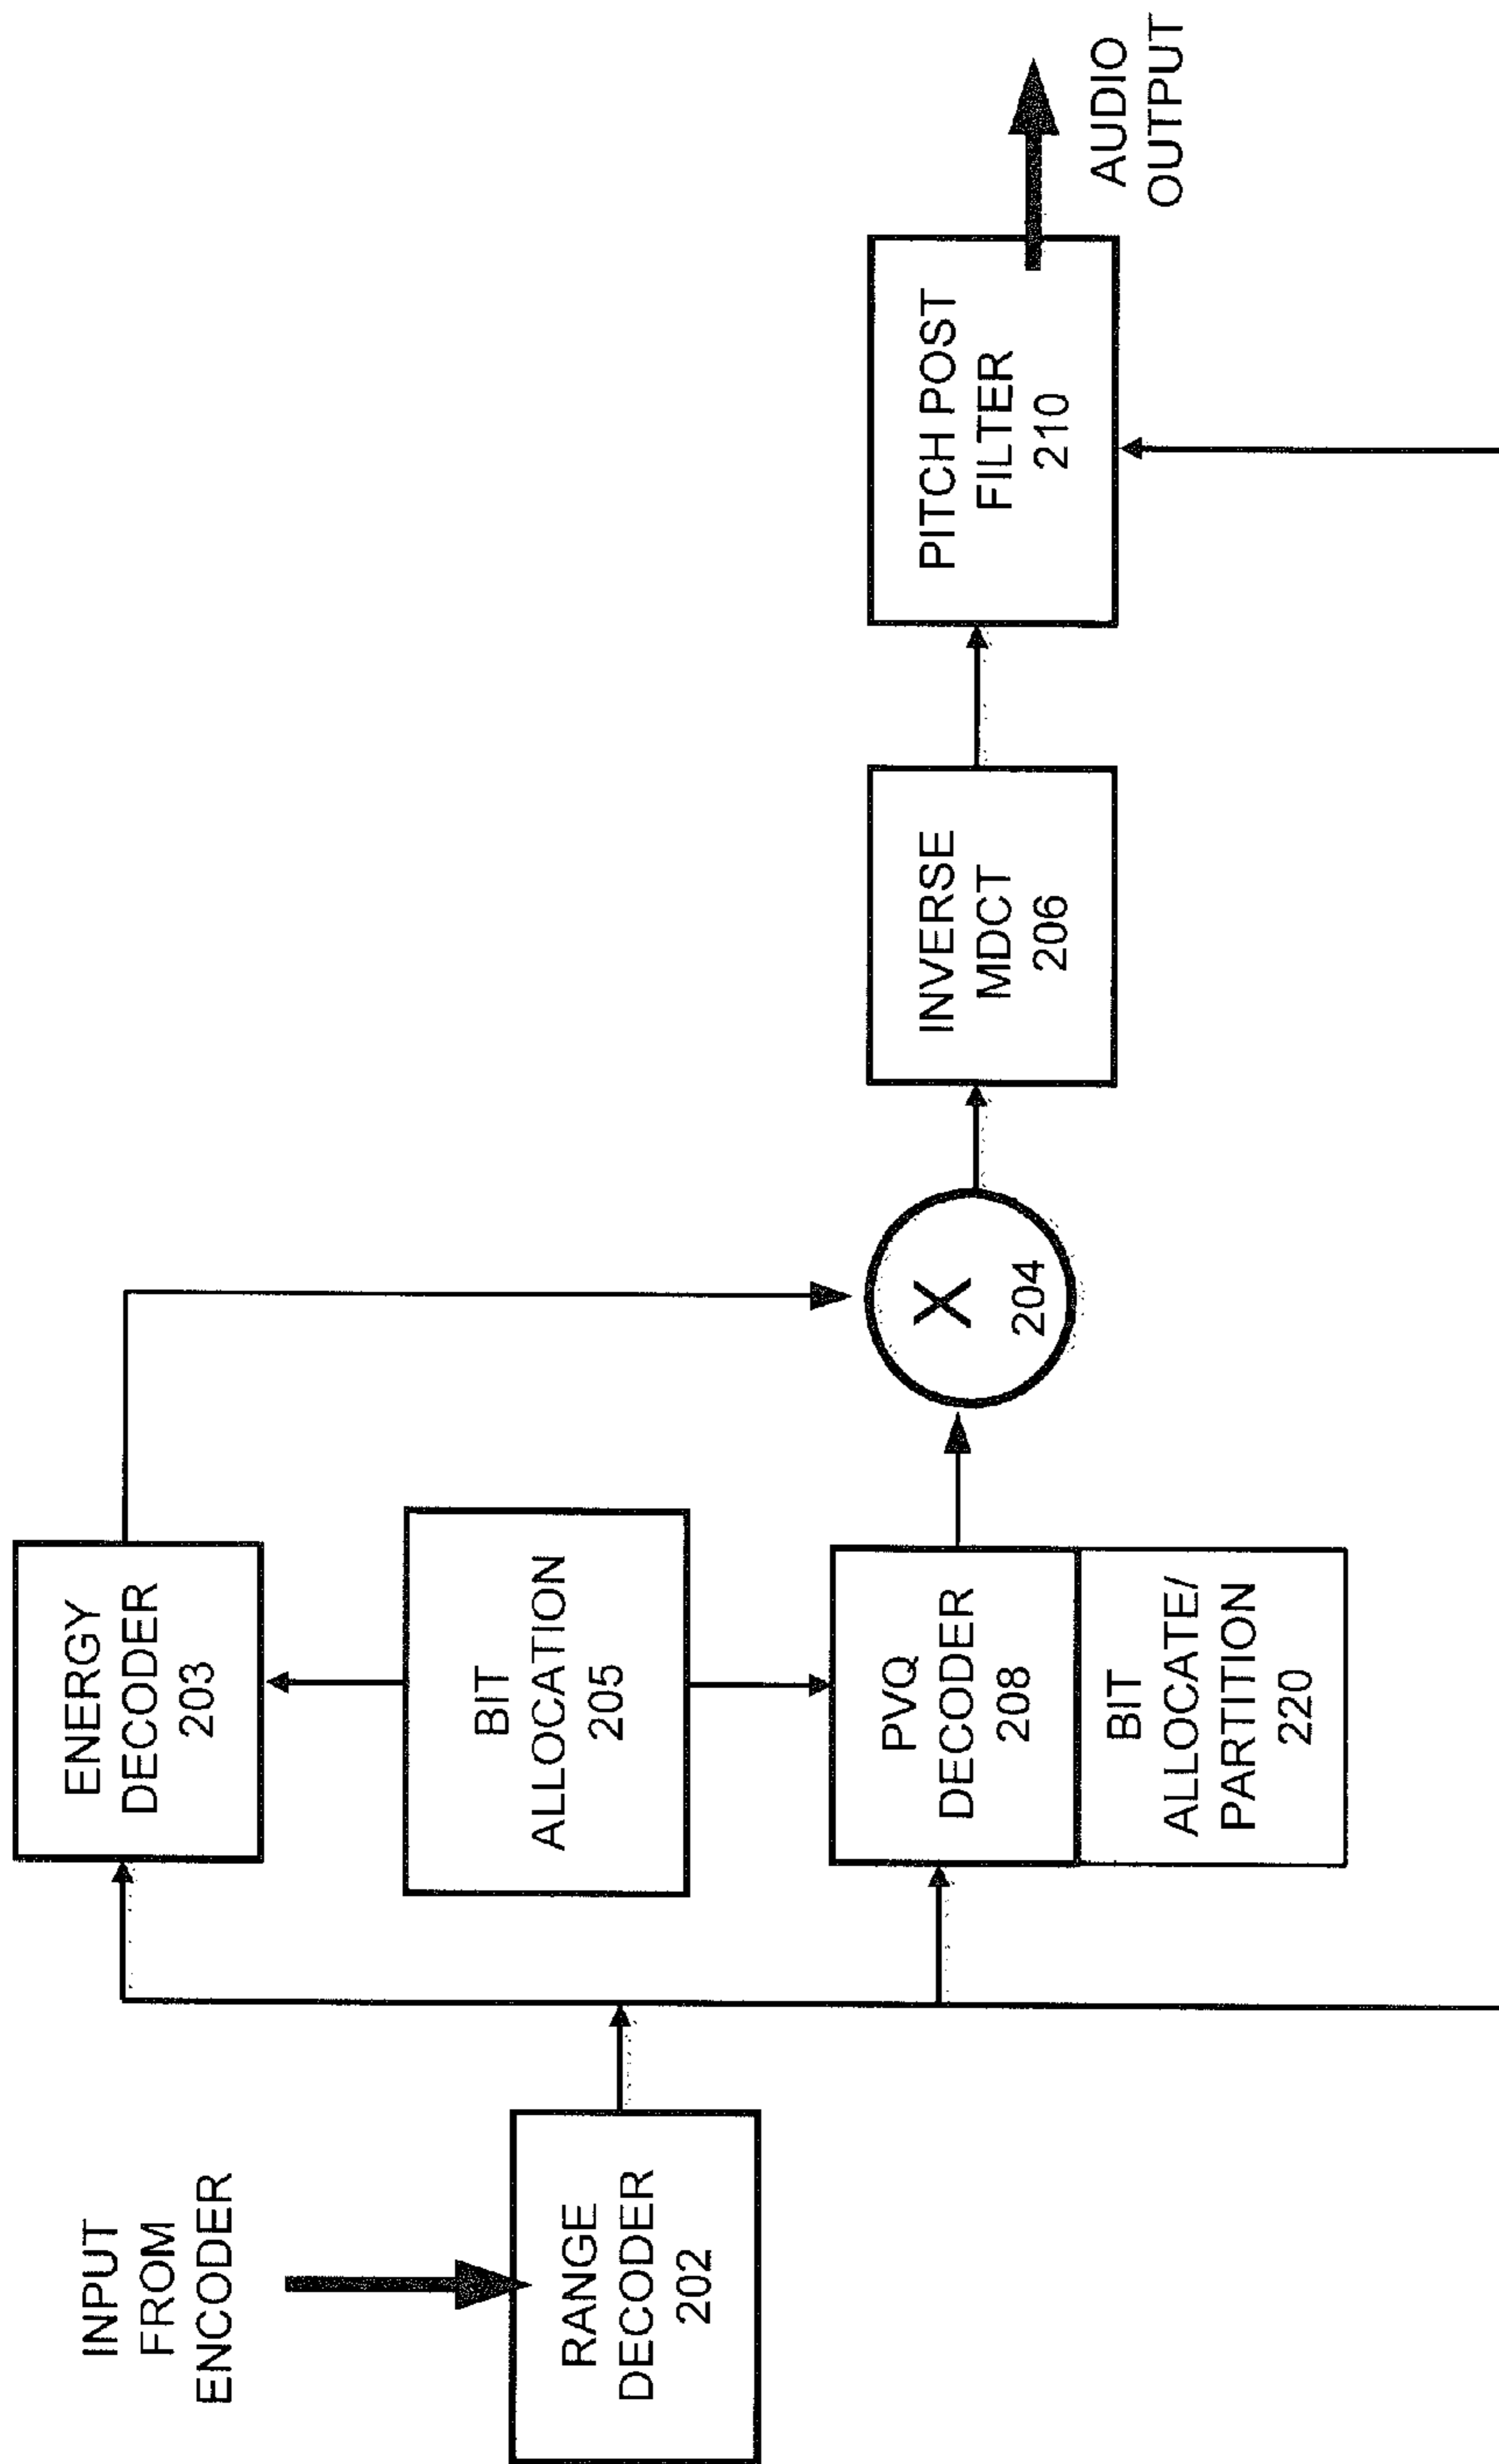 INPUT
FROM
ENCODER
RANGE
DECODER
202
ENERGY
DECODER
203
BIT
ALLOCATION
205
PVQ
DECODER
208
BIT
ALLOCATE/
PARTITION
220
X
204
INVERSE
MDCT
206
PITCH POST
FILTER
210
AUDIO
OUTPUT